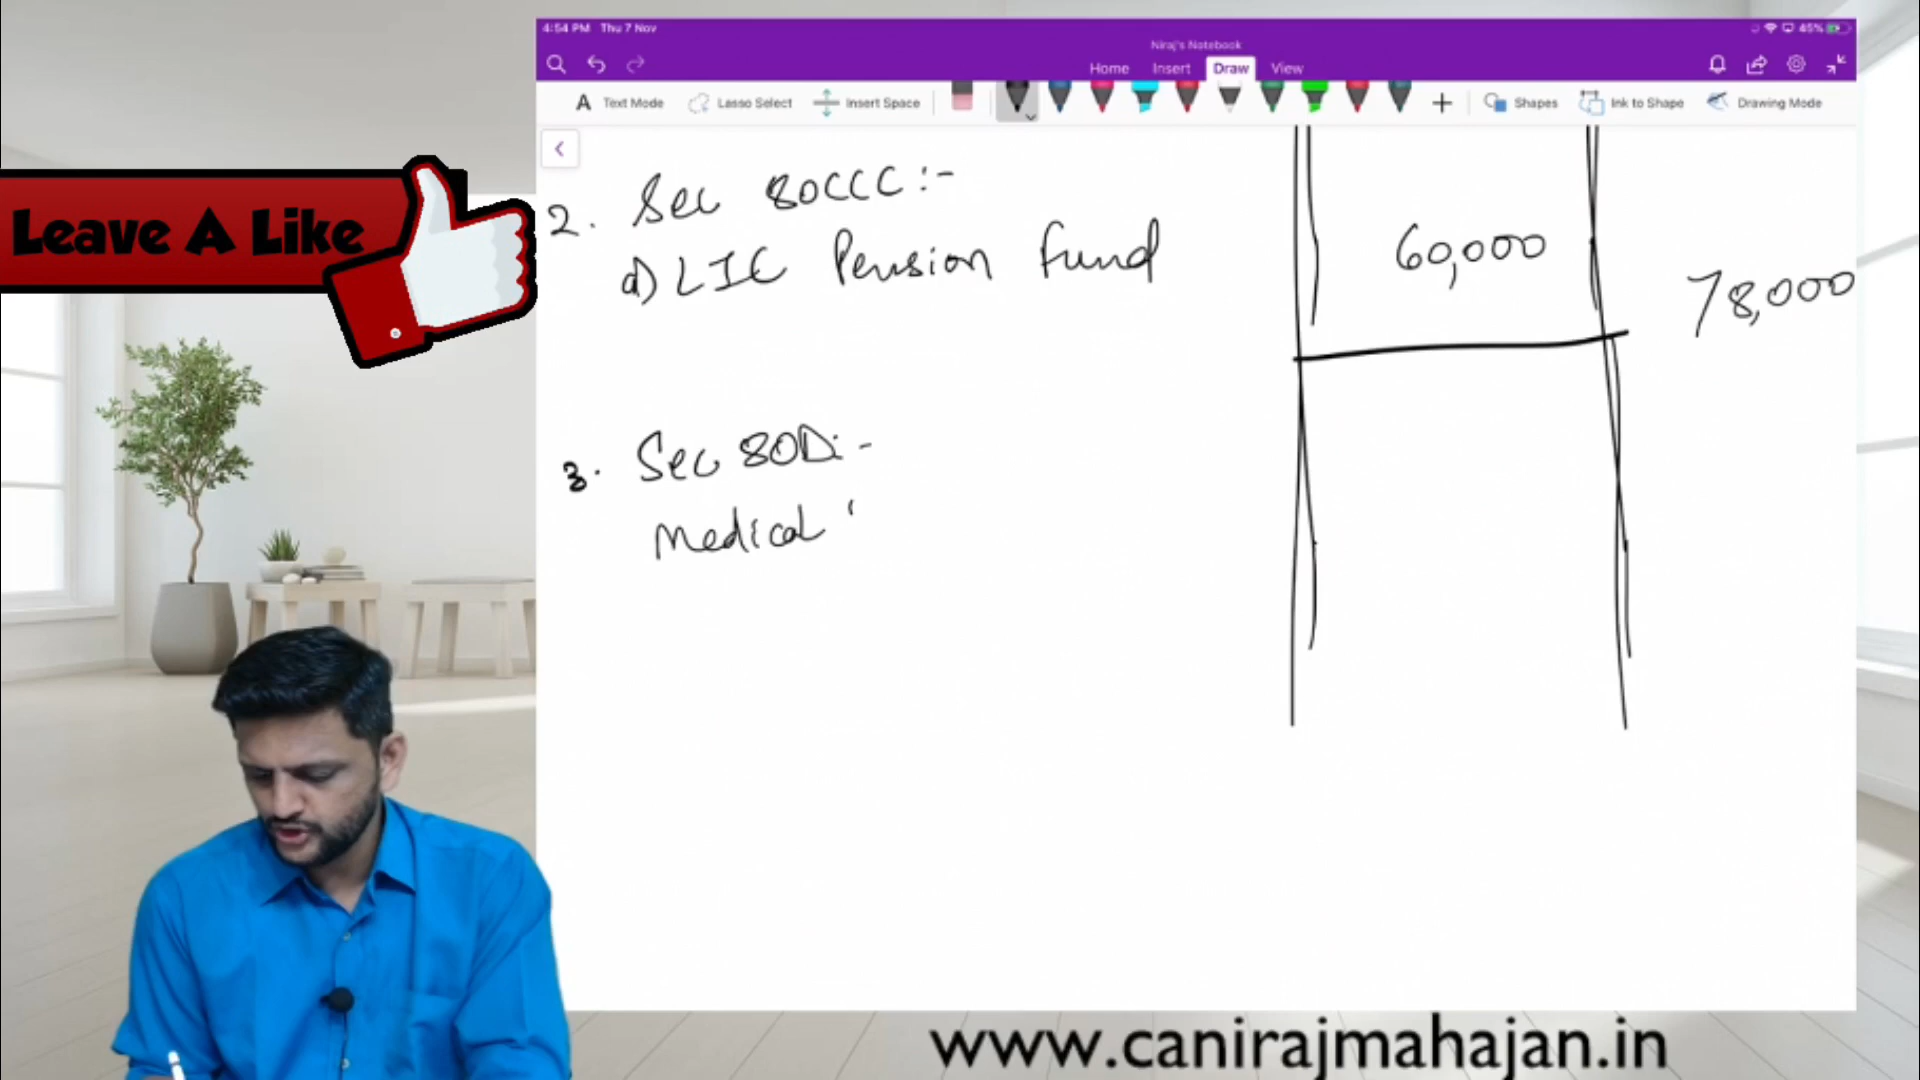 4:54 PM Thu 7 Nov
45%
Niraj's Notebook
Home Insert Draw View
A Text Mode Lasso Select Insert Space Shapes Ink to Shape Drawing Mode
Leave A Like
2. Sec 80CCC :-
a) LIC Pension Fund
60,000
78,000
3. Sec 80D :-
Medical
www.canirajmahajan.in